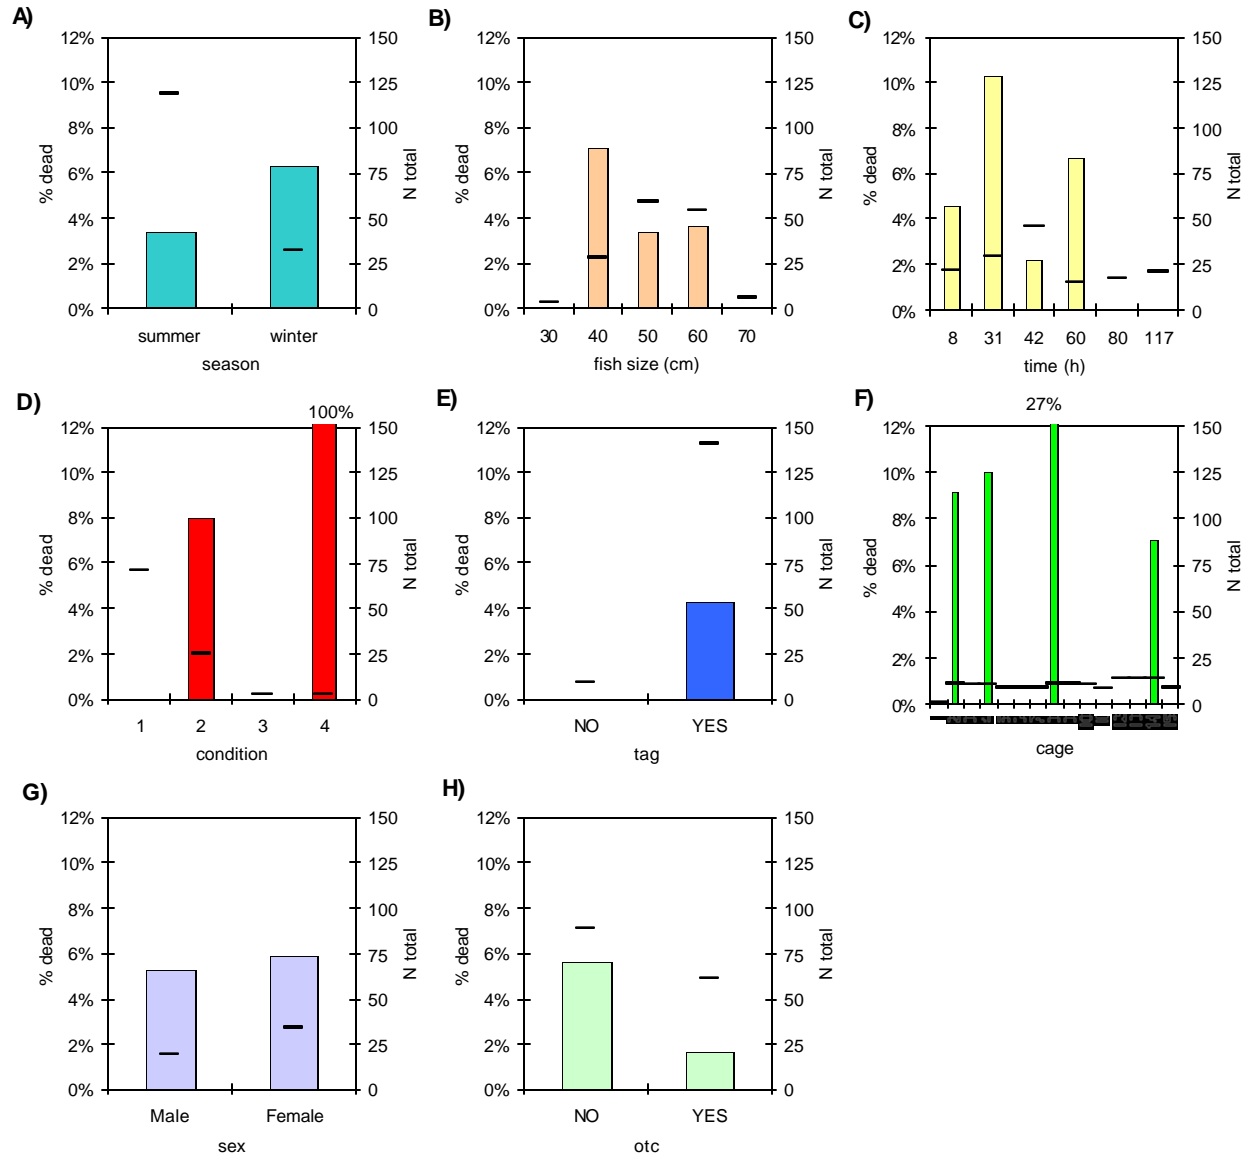 A)
12%
10%
8%
6%
4%
2%
0%
% dead
150
125
100
75
50
25
0
N total
summer winter
season
B)
12%
10%
8%
6%
4%
2%
0%
% dead
150
125
100
75
50
25
0
N total
30 40 50 60 70
fish size (cm)
C)
12%
10%
8%
6%
4%
2%
0%
% dead
150
125
100
75
50
25
0
N total
8 31 42 60 80 117
time (h)
D)
100%
12%
10%
8%
6%
4%
2%
0%
% dead
150
125
100
75
50
25
0
N total
1 2 3 4
condition
E)
12%
10%
8%
6%
4%
2%
0%
% dead
150
125
100
75
50
25
0
N total
NO YES
tag
F)
27%
12%
10%
8%
6%
4%
2%
0%
% dead
150
125
100
75
50
25
0
N total
cage
G)
12%
10%
8%
6%
4%
2%
0%
% dead
150
125
100
75
50
25
0
N total
Male Female
sex
H)
12%
10%
8%
6%
4%
2%
0%
% dead
150
125
100
75
50
25
0
N total
NO YES
otc